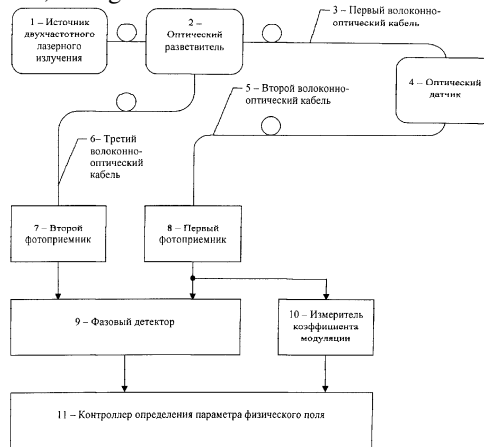 1 – Источник
двухчастотного
лазерного
излучения
2 –
Оптический
разветвитель
3 – Первый волоконно-
оптический кабель
4 – Оптический
датчик
5 – Второй волоконно-
оптический кабель
6– Третий
волоконно-
оптический
кабель
7 – Второй
фотоприемник
8 – Первый
фотоприемник
9 – Фазовый детектор
10 – Измеритель
коэффициента
модуляции
11 – Контроллер определения параметра физического поля